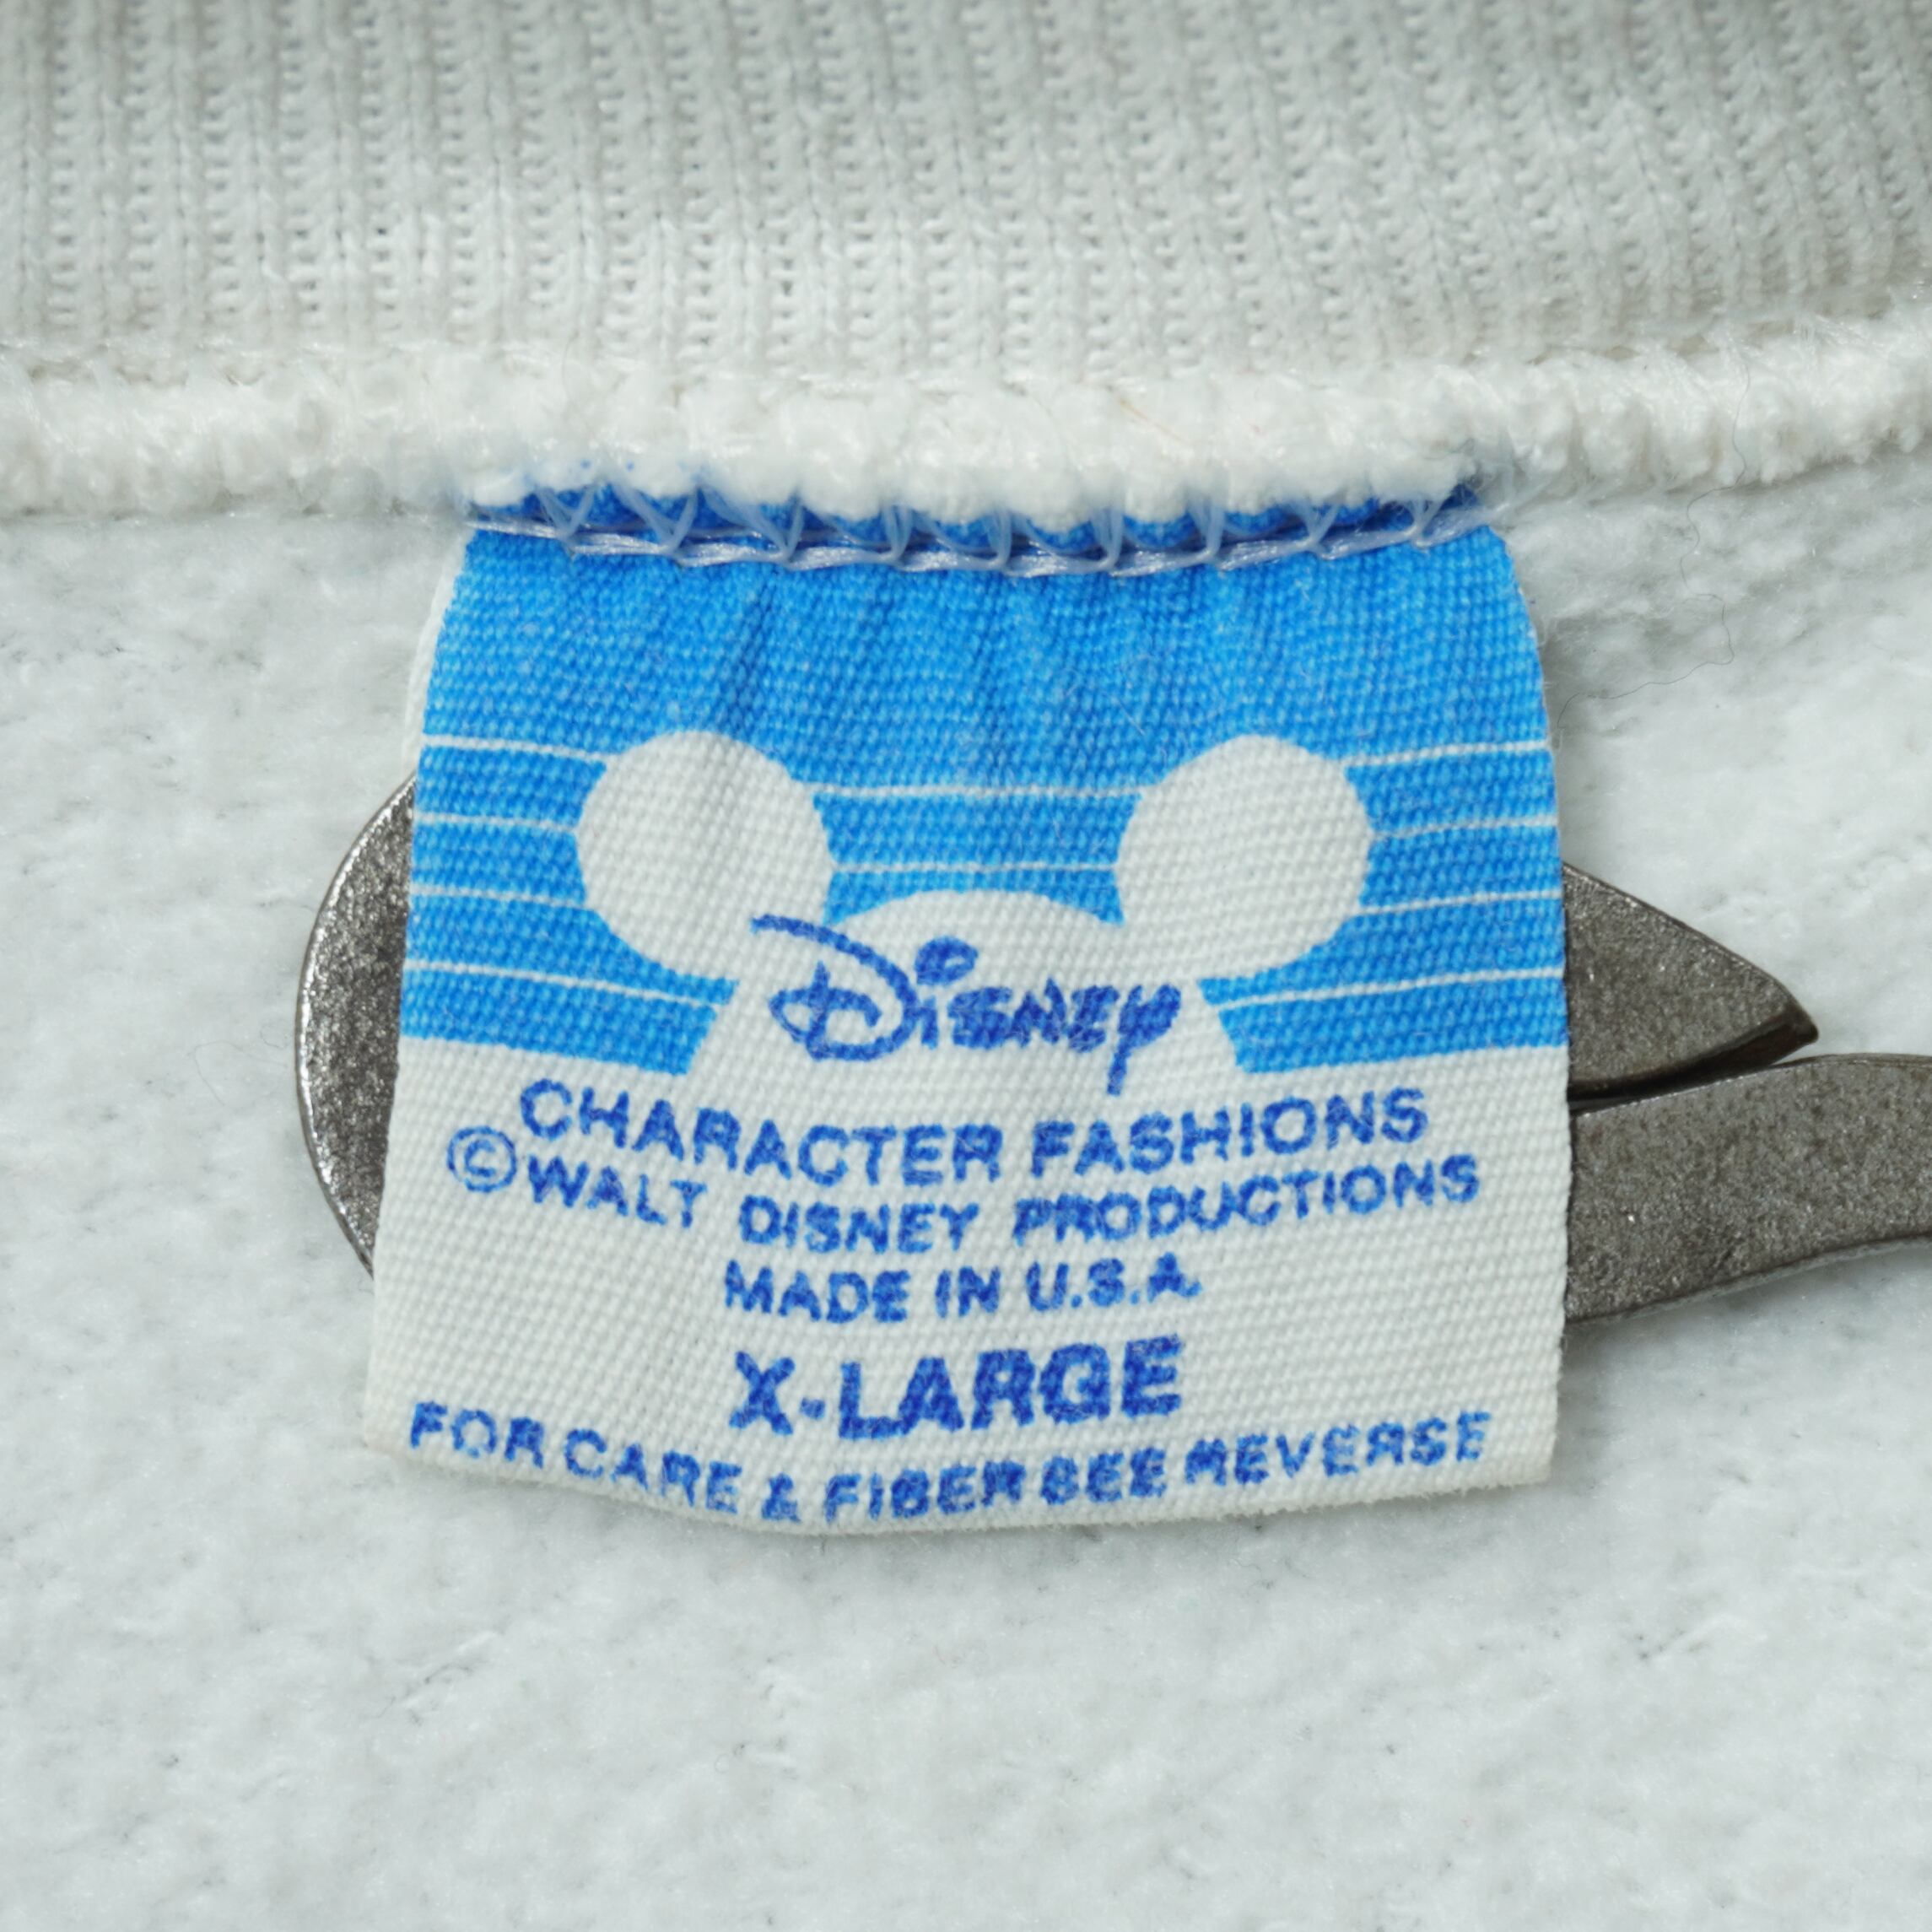 Disney
CHARACTER FASHIONS
©WALT DISNEY PRODUCTIONS
MADE IN U.S.A.
X-LARGE
FOR CARE & FIBER SEE REVERSE